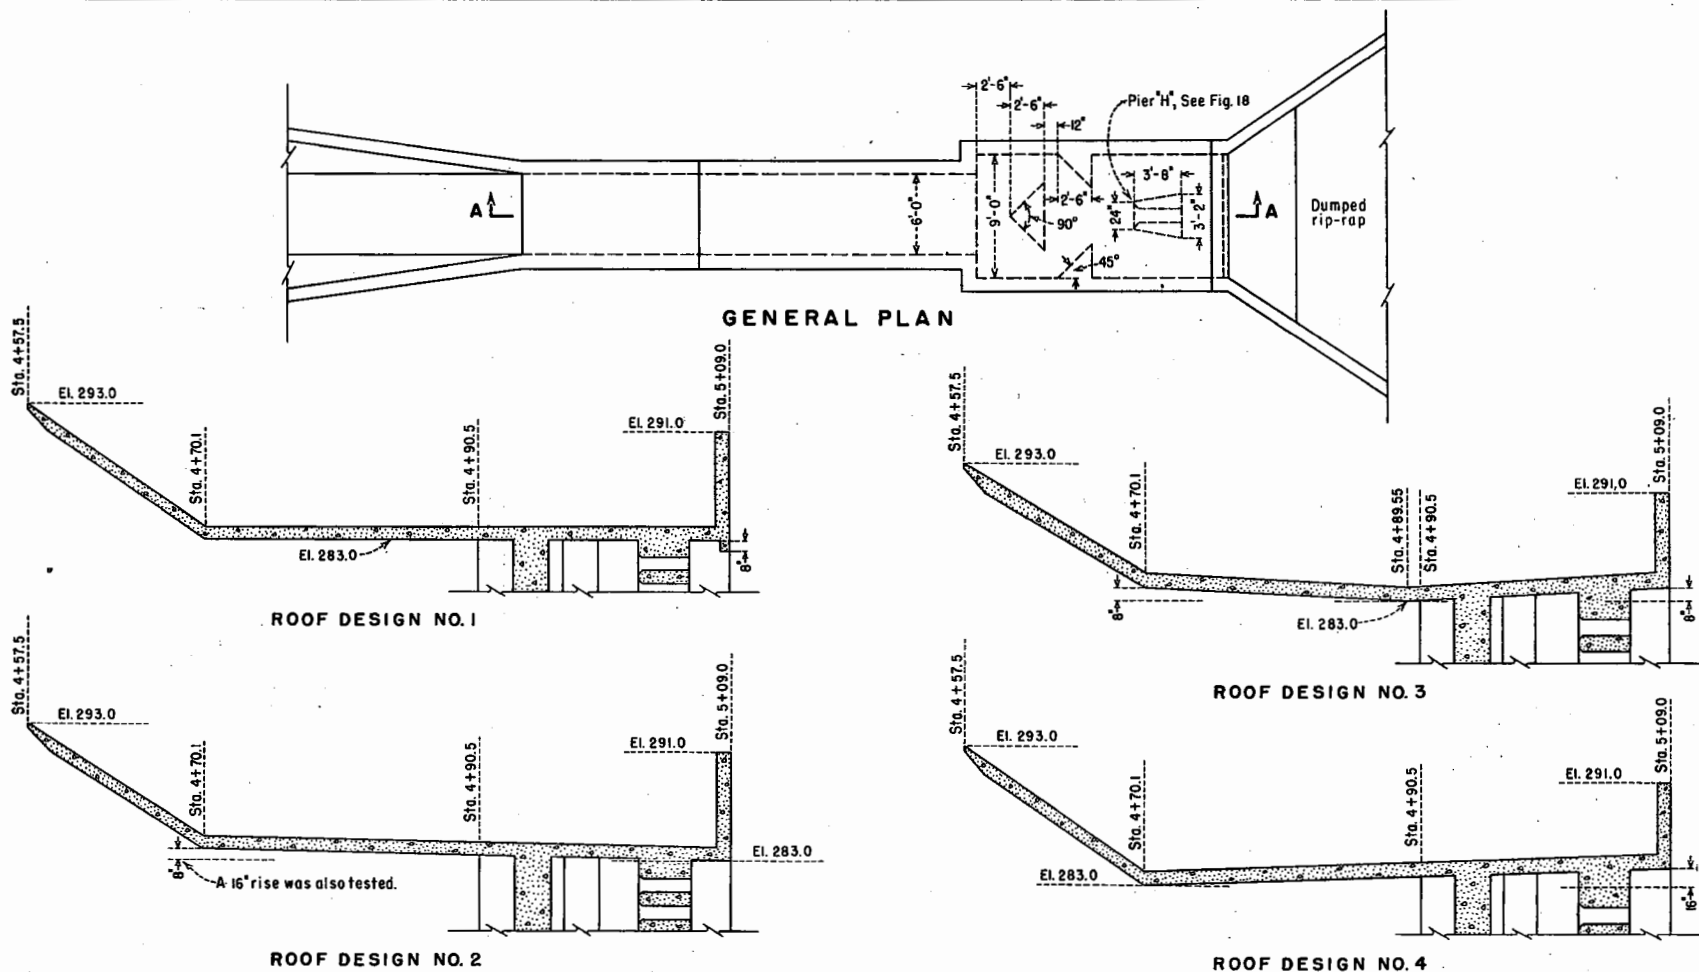 2'-6"
2'-6"
12"
Pier "H", See Fig. 18
3'-8"
A
6'-0"
9'-0"
2'-6"
90°
24"
3'-2"
45°
A
Dumped
rip-rap
GENERAL PLAN
Sta. 4+57.5
El. 293.0
Sta. 4+70.1
Sta. 4+90.5
El. 291.0
Sta. 5+09.0
El. 283.0
8"
ROOF DESIGN NO. 1
Sta. 4+57.5
El. 293.0
Sta. 4+70.1
Sta. 4+89.55
Sta. 4+90.5
El. 291.0
Sta. 5+09.0
8"
El. 283.0
8"
ROOF DESIGN NO. 3
Sta. 4+57.5
El. 293.0
Sta. 4+70.1
Sta. 4+90.5
El. 291.0
Sta. 5+09.0
8"
A 16" rise was also tested.
El. 283.0
ROOF DESIGN NO. 2
Sta. 4+57.5
El. 293.0
Sta. 4+70.1
Sta. 4+90.5
El. 291.0
Sta. 5+09.0
El. 283.0
16"
ROOF DESIGN NO. 4